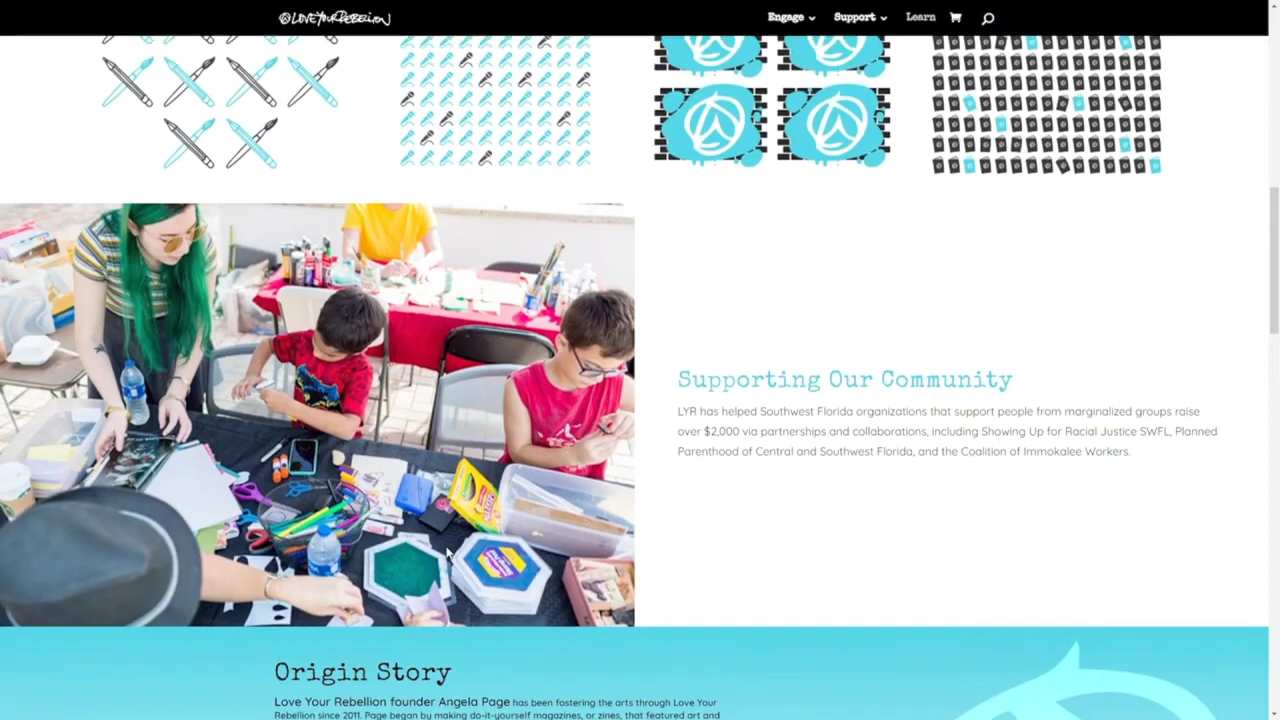 LOVEYOURREBELLION
Engage Support Learn
Supporting Our Community
LYR has helped Southwest Florida organizations that support people from marginalized groups raise
over $2,000 via partnerships and collaborations, including Showing Up for Racial Justice SWFL, Planned
Parenthood of Central and Southwest Florida, and the Coalition of Immokalee Workers.
Origin Story
Love Your Rebellion founder Angela Page has been fostering the arts through Love Your
Rebellion since 2011. Page began by making do-it-yourself magazines, or zines, that featured art and